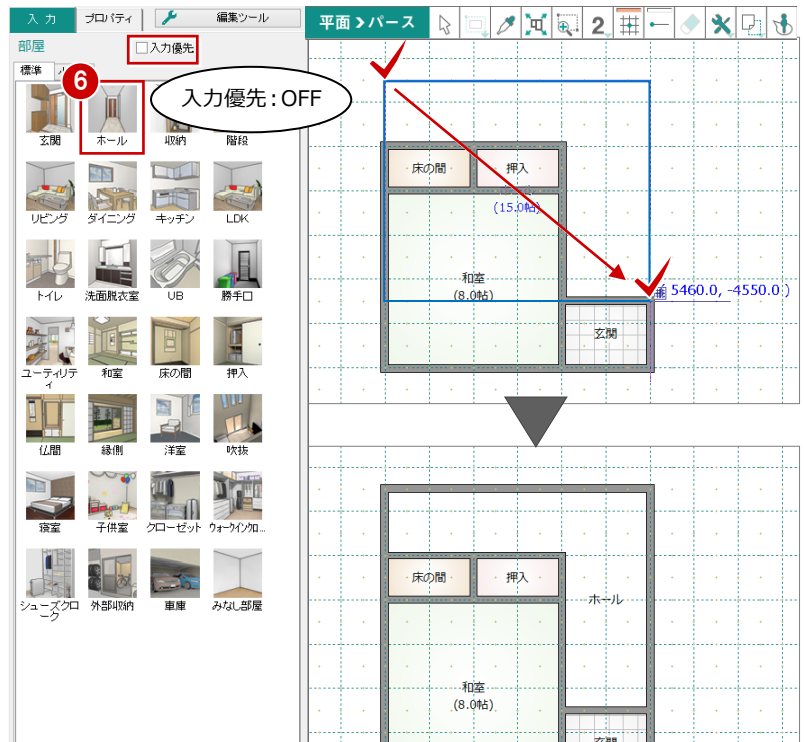 入 力
プロパティ
編集ツール
平面
パース
2
部屋
入力優先
標準
6
入力優先：OFF
玄関
ホール
収納
階段
リビング
ダイニング
キッチン
LDK
トイレ
洗面脱衣室
UB
勝手口
ユーティリテ
ィ
和室
床の間
押入
仏間
縁側
洋室
吹抜
寝室
子供室
クローゼット
ウォークインクロ...
シューズクロ
ーク
外部収納
車庫
みなし部屋
床の間
押入
(15.0帖)
和室
(8.0帖)
( 5460.0, -4550.0 )
玄関
床の間
押入
ホール
和室
(8.0帖)
玄関